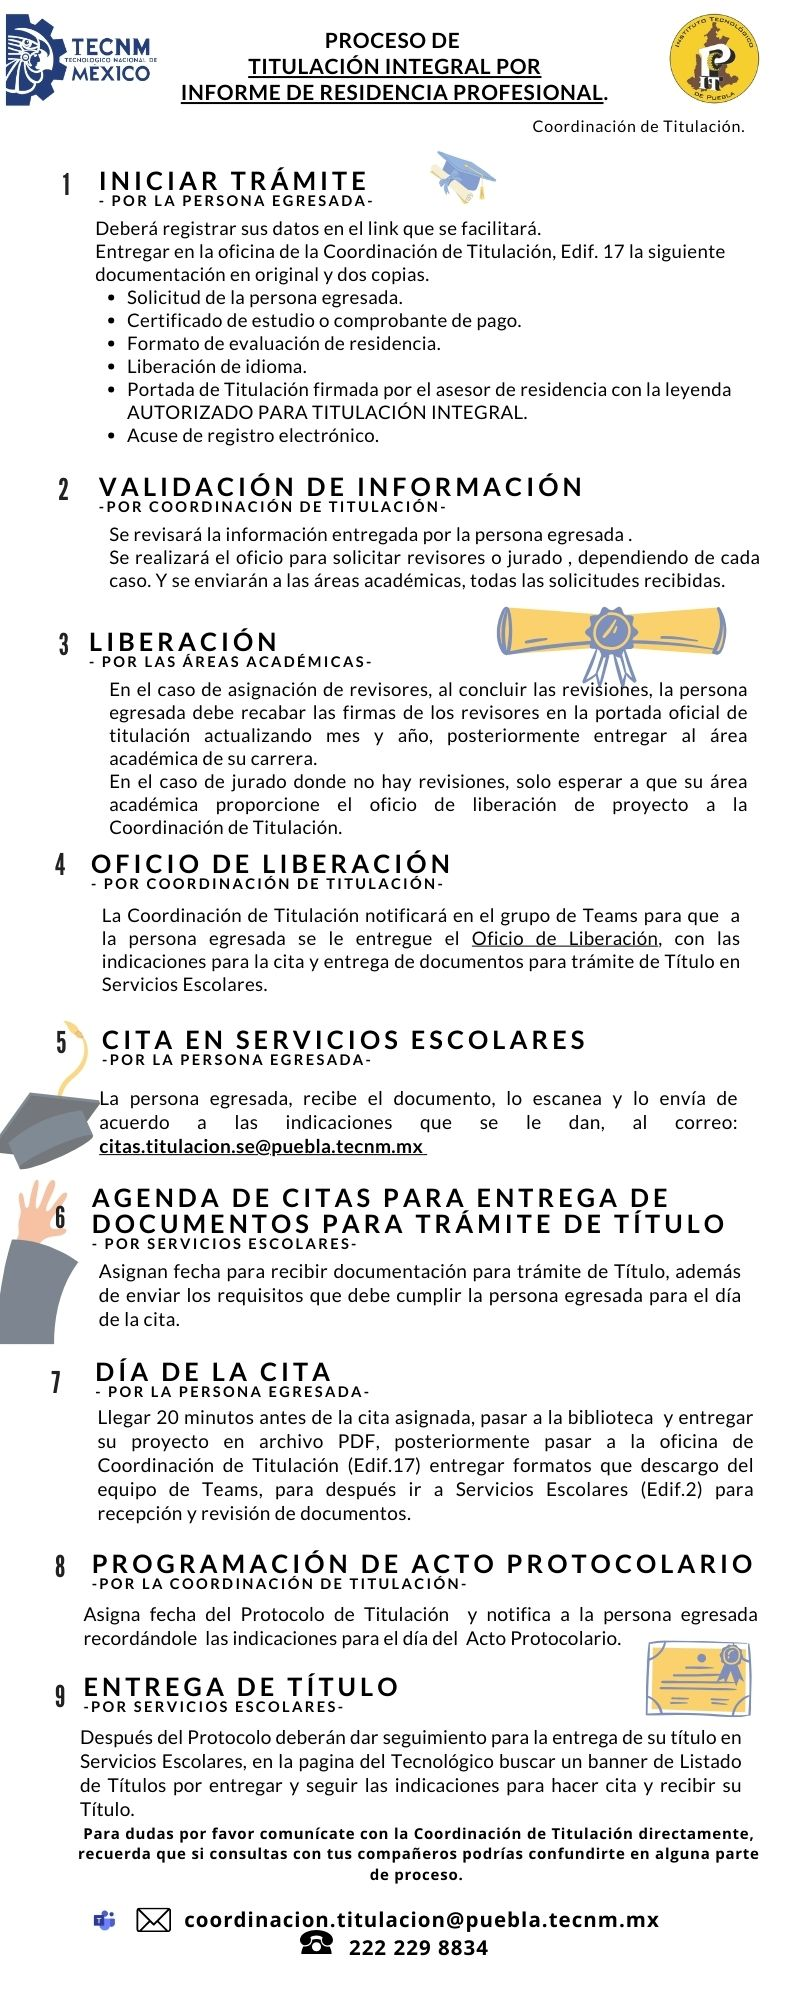 TECNM
TECNOLÓGICO NACIONAL DE
MÉXICO
PROCESO DE
TITULACIÓN INTEGRAL POR
INFORME DE RESIDENCIA PROFESIONAL.
INSTITUTO TECNOLÓGICO
PIT
DE PUEBLA
Coordinación de Titulación.
1 INICIAR TRÁMITE
- POR LA PERSONA EGRESADA-
Deberá registrar sus datos en el link que se facilitará.
Entregar en la oficina de la Coordinación de Titulación, Edif. 17 la siguiente
documentación en original y dos copias.
• Solicitud de la persona egresada.
• Certificado de estudio o comprobante de pago.
• Formato de evaluación de residencia.
• Liberación de idioma.
• Portada de Titulación firmada por el asesor de residencia con la leyenda
AUTORIZADO PARA TITULACIÓN INTEGRAL.
• Acuse de registro electrónico.
2 VALIDACIÓN DE INFORMACIÓN
-POR COORDINACIÓN DE TITULACIÓN-
Se revisará la información entregada por la persona egresada .
Se realizará el oficio para solicitar revisores o jurado , dependiendo de cada
caso. Y se enviarán a las áreas académicas, todas las solicitudes recibidas.
3 LIBERACIÓN
- POR LAS ÁREAS ACADÉMICAS-
En el caso de asignación de revisores, al concluir las revisiones, la persona
egresada debe recabar las firmas de los revisores en la portada oficial de
titulación actualizando mes y año, posteriormente entregar al área
académica de su carrera.
En el caso de jurado donde no hay revisiones, solo esperar a que su área
académica proporcione el oficio de liberación de proyecto a la
Coordinación de Titulación.
4 OFICIO DE LIBERACIÓN
- POR COORDINACIÓN DE TITULACIÓN-
La Coordinación de Titulación notificará en el grupo de Teams para que a
la persona egresada se le entregue el Oficio de Liberación, con las
indicaciones para la cita y entrega de documentos para trámite de Título en
Servicios Escolares.
5 CITA EN SERVICIOS ESCOLARES
-POR LA PERSONA EGRESADA-
La persona egresada, recibe el documento, lo escanea y lo envía de
acuerdo a las indicaciones que se le dan, al correo:
citas.titulacion.se@puebla.tecnm.mx
6 AGENDA DE CITAS PARA ENTREGA DE
DOCUMENTOS PARA TRÁMITE DE TÍTULO
- POR SERVICIOS ESCOLARES-
Asignan fecha para recibir documentación para trámite de Título, además
de enviar los requisitos que debe cumplir la persona egresada para el día
de la cita.
7 DÍA DE LA CITA
- POR LA PERSONA EGRESADA-
Llegar 20 minutos antes de la cita asignada, pasar a la biblioteca y entregar
su proyecto en archivo PDF, posteriormente pasar a la oficina de
Coordinación de Titulación (Edif.17) entregar formatos que descargo del
equipo de Teams, para después ir a Servicios Escolares (Edif.2) para
recepción y revisión de documentos.
8 PROGRAMACIÓN DE ACTO PROTOCOLARIO
-POR LA COORDINACIÓN DE TITULACIÓN-
Asigna fecha del Protocolo de Titulación y notifica a la persona egresada
recordándole las indicaciones para el día del Acto Protocolario.
9 ENTREGA DE TÍTULO
-POR SERVICIOS ESCOLARES-
Después del Protocolo deberán dar seguimiento para la entrega de su título en
Servicios Escolares, en la pagina del Tecnológico buscar un banner de Listado
de Títulos por entregar y seguir las indicaciones para hacer cita y recibir su
Título.
Para dudas por favor comunícate con la Coordinación de Titulación directamente,
recuerda que si consultas con tus compañeros podrías confundirte en alguna parte
de proceso.
coordinacion.titulacion@puebla.tecnm.mx
222 229 8834